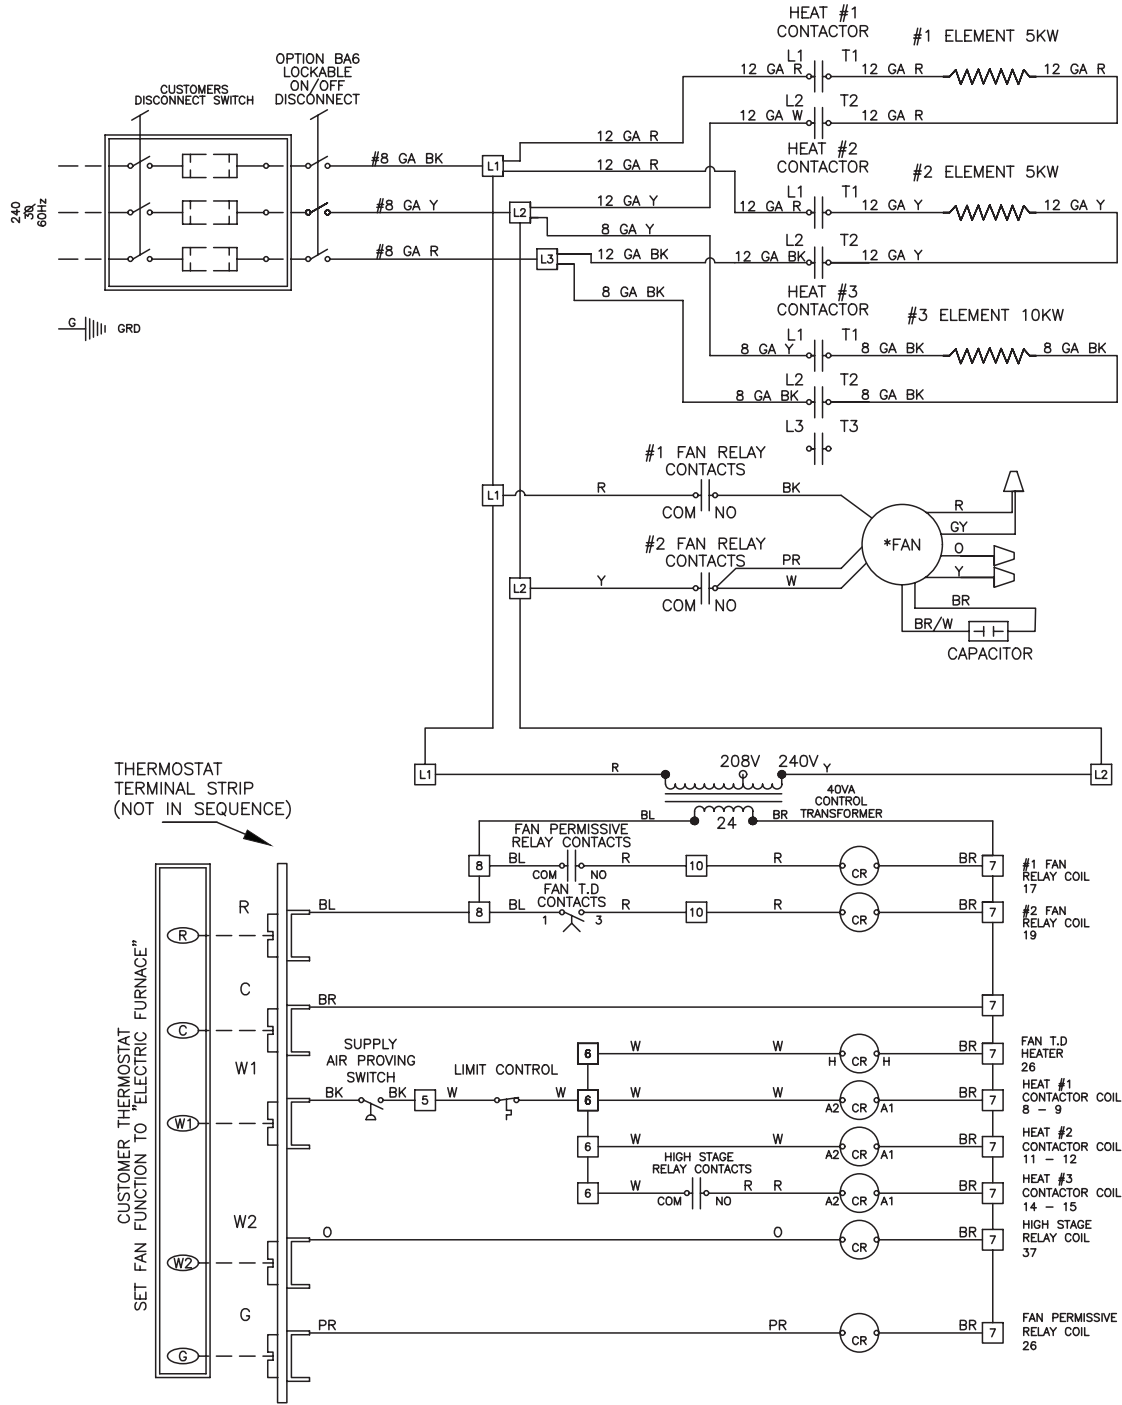 HEAT #1
CONTACTOR
#1 ELEMENT 5KW
OPTION BA6
LOCKABLE
ON/OFF
DISCONNECT
CUSTOMERS
DISCONNECT SWITCH
L1 T1
12 GA R 12 GA R 12 GA R
L2 T2
12 GA W 12 GA R
12 GA R
HEAT #2
CONTACTOR
#2 ELEMENT 5KW
#8 GA BK L1 12 GA R
L1 T1
12 GA R 12 GA Y 12 GA Y
240
3Ø
60Hz
#8 GA Y L2 12 GA Y
8 GA Y
L2 T2
#8 GA R L3 12 GA BK 12 GA BK 12 GA Y
8 GA BK
HEAT #3
CONTACTOR
#3 ELEMENT 10KW
G GRD
L1 T1
8 GA Y 8 GA BK 8 GA BK
L2 T2
8 GA BK 8 GA BK
L3 T3
#1 FAN RELAY
CONTACTS
L1 R BK
COM NO
R
GY
*FAN
O
Y
#2 FAN RELAY
CONTACTS
PR
L2 Y W
COM NO
BR
BR/W
CAPACITOR
THERMOSTAT
TERMINAL STRIP
(NOT IN SEQUENCE)
208V 240V
L1 R Y L2
40VA
CONTROL
TRANSFORMER
BL 24 BR
FAN PERMISSIVE
RELAY CONTACTS
8 BL R 10 R CR BR 7
COM NO
#1 FAN
RELAY COIL
17
FAN T.D
CONTACTS
R BL 8 BL R 10 R CR BR 7
1 3
#2 FAN
RELAY COIL
19
R
C BR 7
C
CUSTOMER THERMOSTAT
SET FAN FUNCTION TO "ELECTRIC FURNACE"
6 W W H CR H BR 7
FAN T.D
HEATER
26
W1
SUPPLY
AIR PROVING
SWITCH
LIMIT CONTROL
BK BK 5 W W 6 W W A2 CR A1 BR 7
HEAT #1
CONTACTOR COIL
8 - 9
W1
6 W W A2 CR A1 BR 7
HEAT #2
CONTACTOR COIL
11 - 12
HIGH STAGE
RELAY CONTACTS
6 W R R A2 CR A1 BR 7
COM NO
HEAT #3
CONTACTOR COIL
14 - 15
W2
O O CR BR 7
HIGH STAGE
RELAY COIL
37
W2
G
PR PR CR BR 7
FAN PERMISSIVE
RELAY COIL
26
G